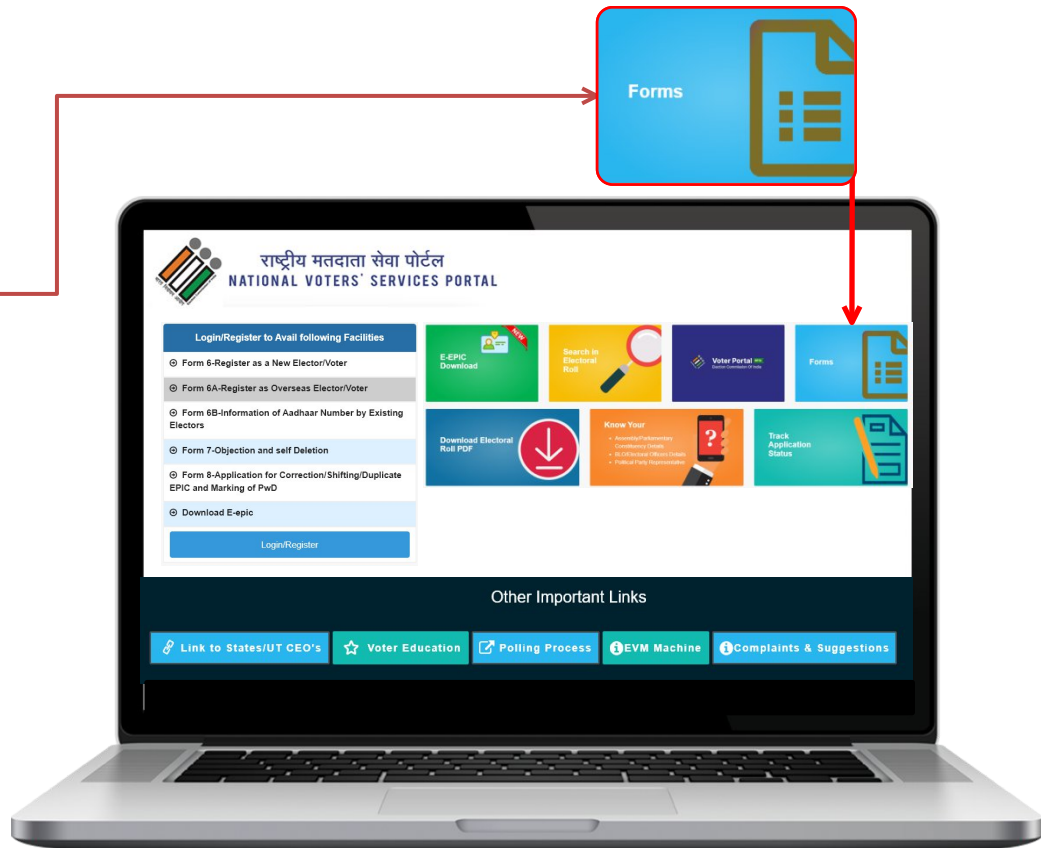 Forms
राष्ट्रीय मतदाता सेवा पोर्टल
NATIONAL VOTERS' SERVICES PORTAL
Login/Register to Avail following Facilities
Form 6-Register as a New Elector/Voter
Form 6A-Register as Overseas Elector/Voter
Form 6B-Information of Aadhaar Number by Existing
Electors
Form 7-Objection and self Deletion
Form 8-Application for Correction/Shifting/Duplicate
EPIC and Marking of PwD
Download E-epic
Login/Register
E-EPIC
Download
NEW
Search in
Electoral
Roll
Voter Portal
Election Commission Of India
Forms
Download Electoral
Roll PDF
Know Your
Assembly/Parliamentary
Constituency Details
BLO/Electoral Officers Details
Political Party Representative
?
Track
Application
Status
Other Important Links
Link to States/UT CEO's
Voter Education
Polling Process
EVM Machine
Complaints & Suggestions